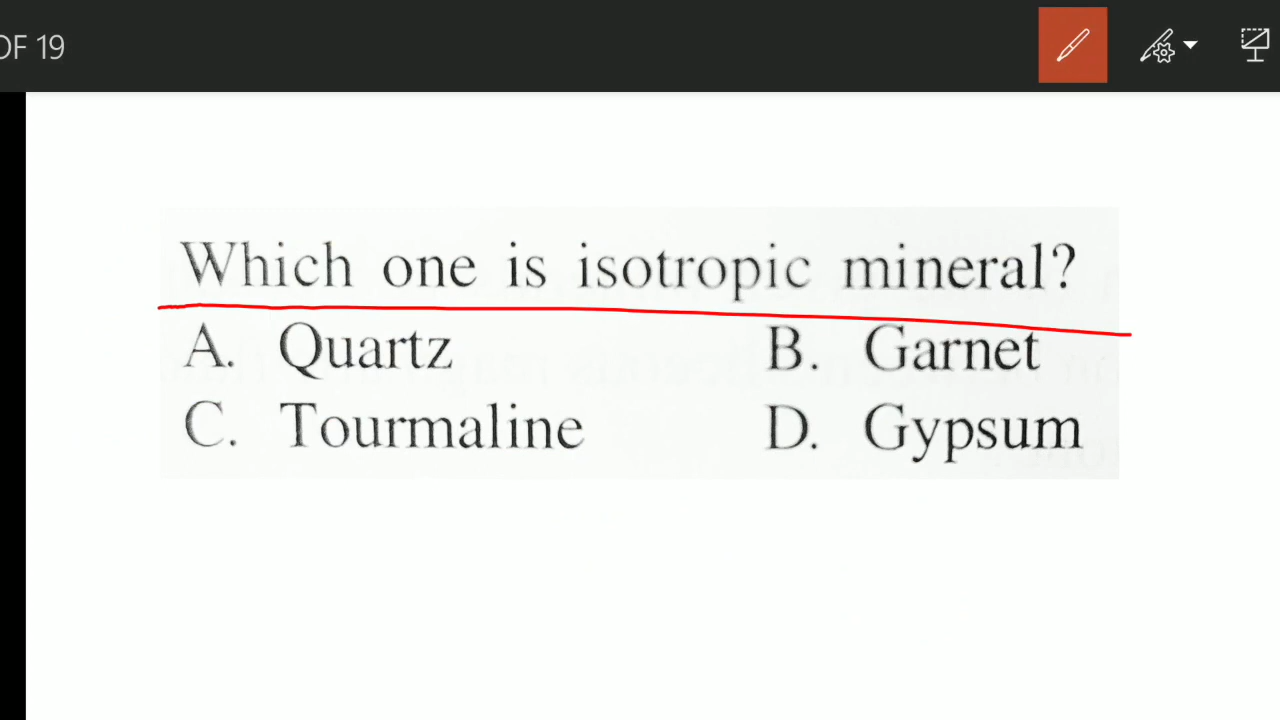 OF 19
Which one is isotropic mineral?
A. Quartz B. Garnet
C. Tourmaline D. Gypsum